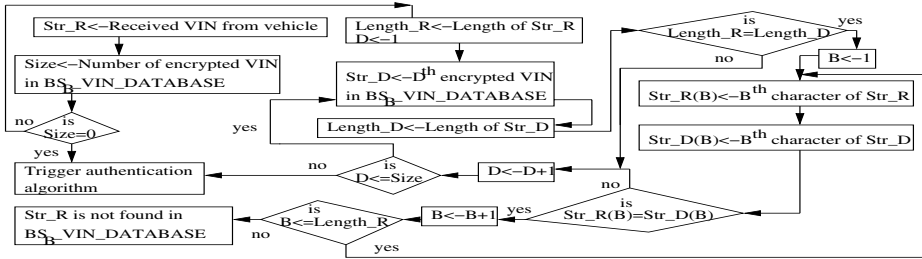 Str_R<-Received VIN from vehicle
Size<-Number of encrypted VIN
in BS_B_VIN_DATABASE
no
is
Size=0
yes
Trigger authentication
algorithm
Length_R<-Length of Str_R
D<-1
Str_D<-Dth encrypted VIN
in BS_B_VIN_DATABASE
yes
Length_D<-Length of Str_D
no
is
D<=Size
D<-D+1
is
Length_R=Length_D
yes
no
B<-1
Str_R(B)<-Bth character of Str_R
Str_D(B)<-Bth character of Str_D
no
is
Str_R(B)=Str_D(B)
yes
B<-B+1
is
B<=Length_R
no
yes
Str_R is not found in
BS_B_VIN_DATABASE